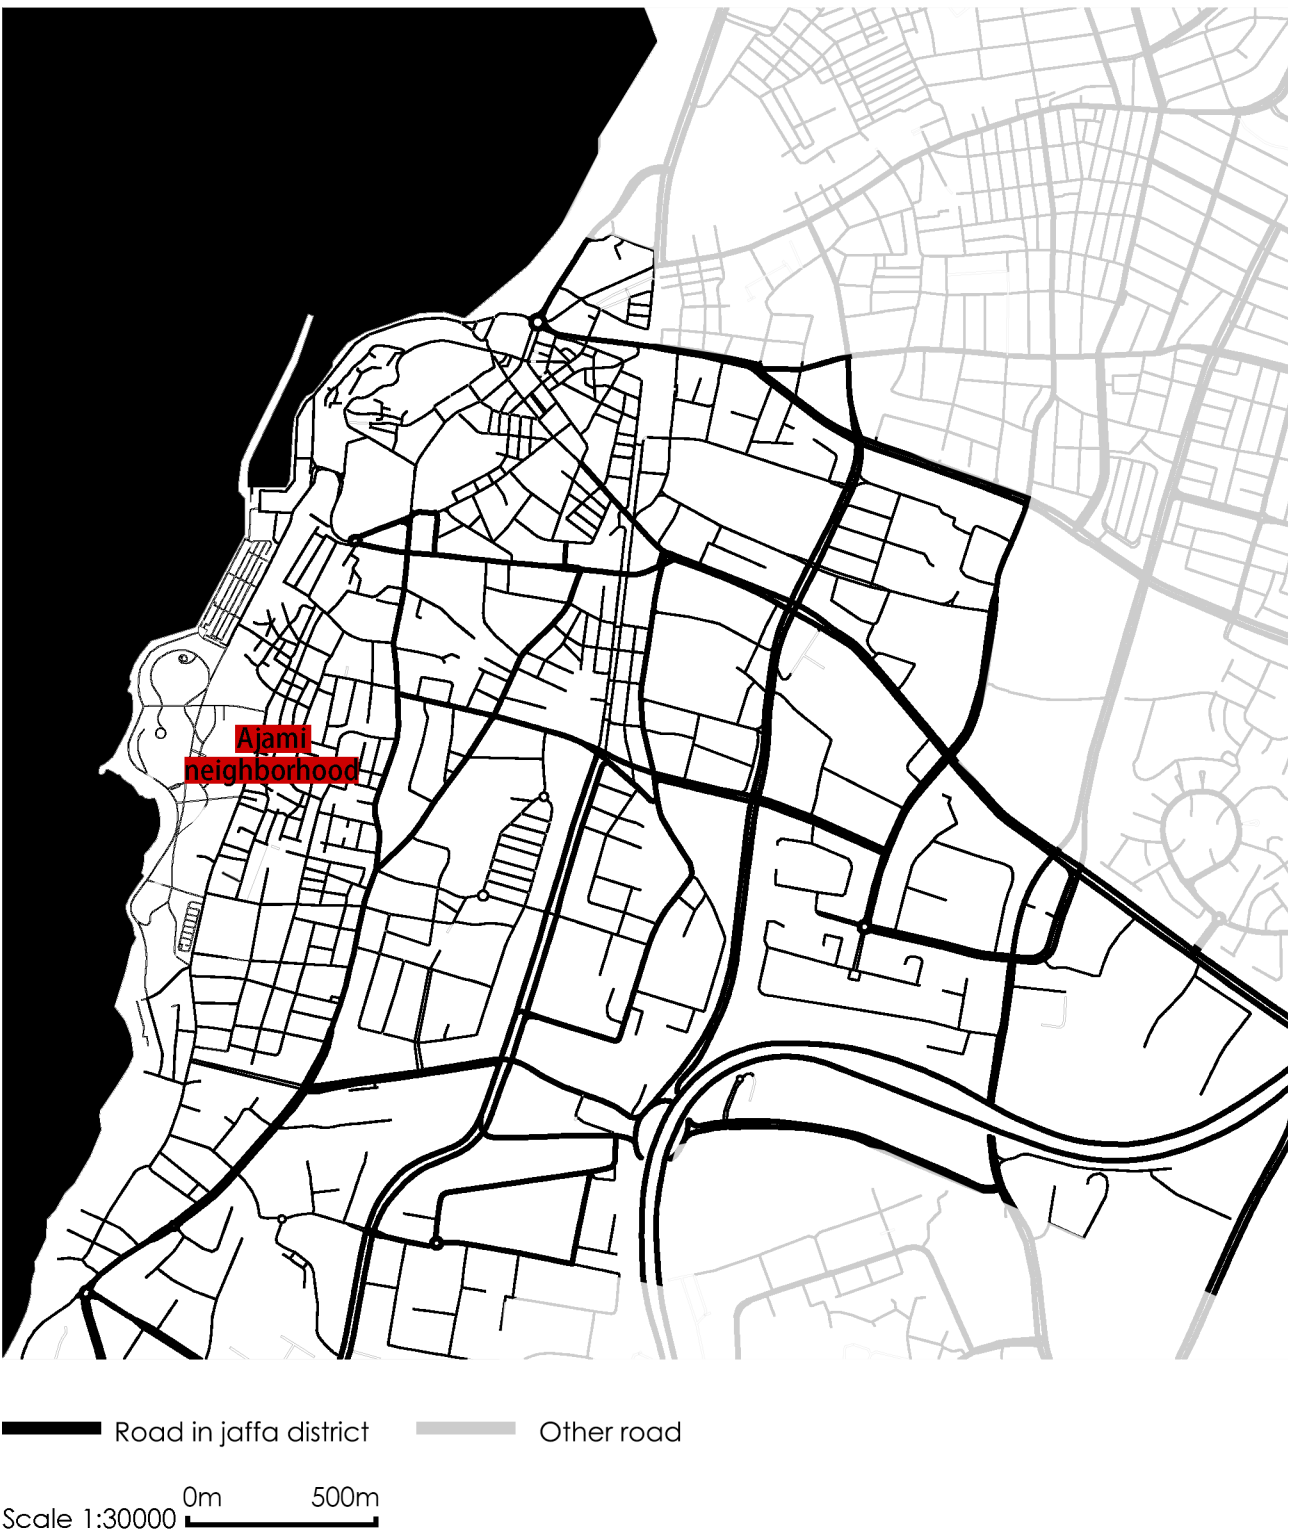 Ajami
neighborhood
Road in jaffa district
Other road
0m 500m
Scale 1:30000